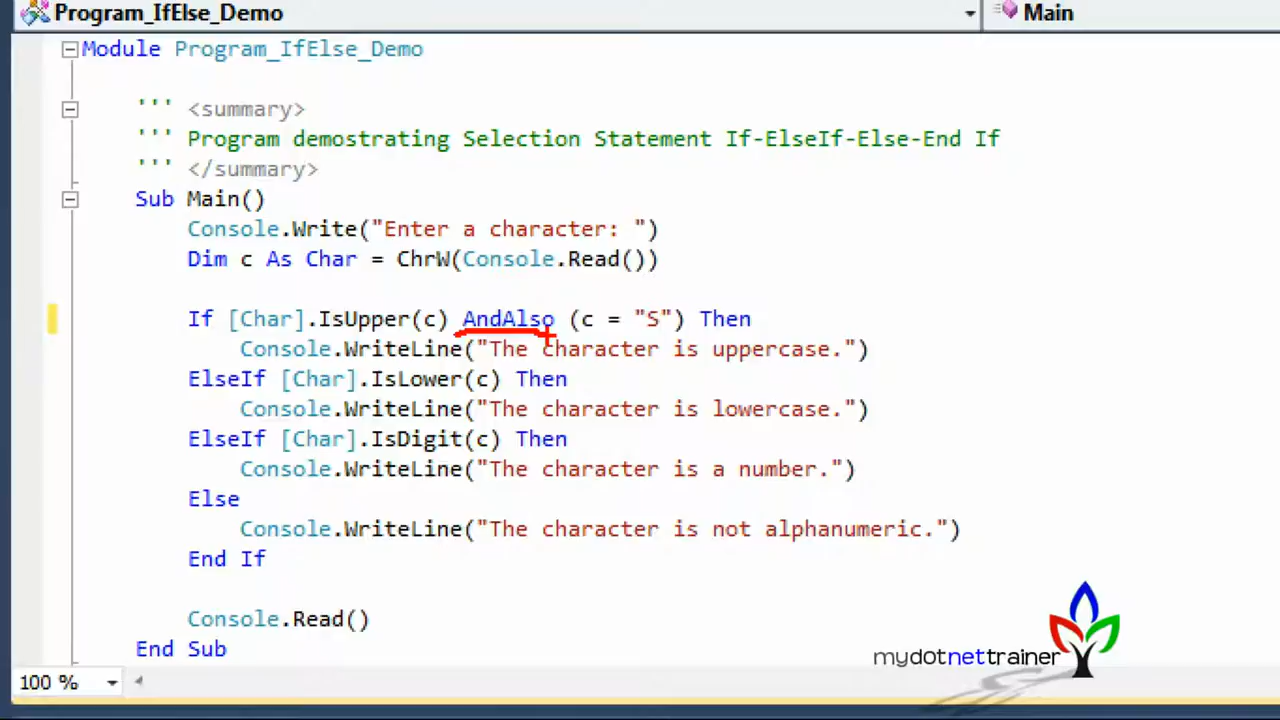 Program_IfElse_Demo
Main
Module Program_IfElse_Demo
''' <summary>
''' Program demostrating Selection Statement If-ElseIf-Else-End If
''' </summary>
Sub Main()
Console.Write("Enter a character: ")
Dim c As Char = ChrW(Console.Read())
If [Char].IsUpper(c) AndAlso (c = "S") Then
Console.WriteLine("The character is uppercase.")
ElseIf [Char].IsLower(c) Then
Console.WriteLine("The character is lowercase.")
ElseIf [Char].IsDigit(c) Then
Console.WriteLine("The character is a number.")
Else
Console.WriteLine("The character is not alphanumeric.")
End If
Console.Read()
End Sub
mydotnettrainer
100 %